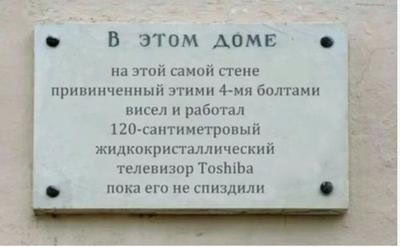 В ЭТОМ ДОМЕ
на этой самой стене
привинченный этими 4-мя болтами
висел и работал
120-сантиметровый
жидкокристаллический
телевизор Toshiba
пока его не спиздили